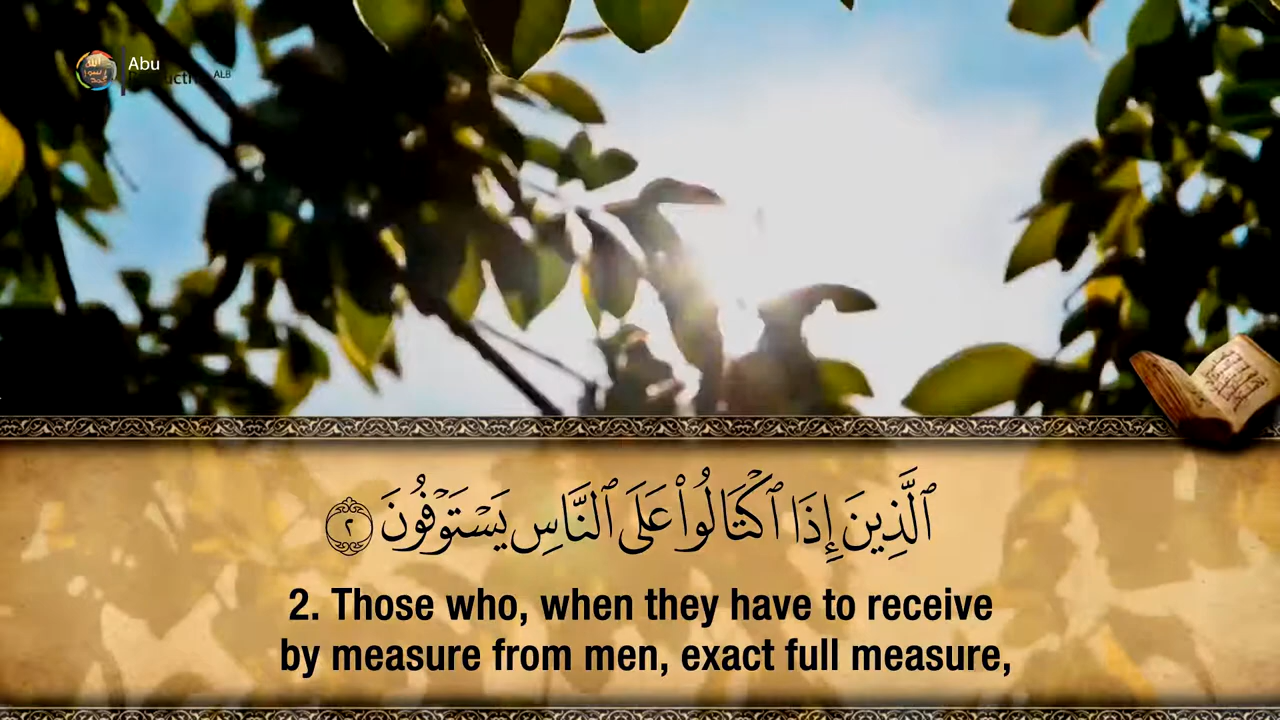 Abu
ALB
ٱلَّذِينَ إِذَا ٱكْتَالُوا۟ عَلَى ٱلنَّاسِ يَسْتَوْفُونَ ٢
2. Those who, when they have to receive
by measure from men, exact full measure,